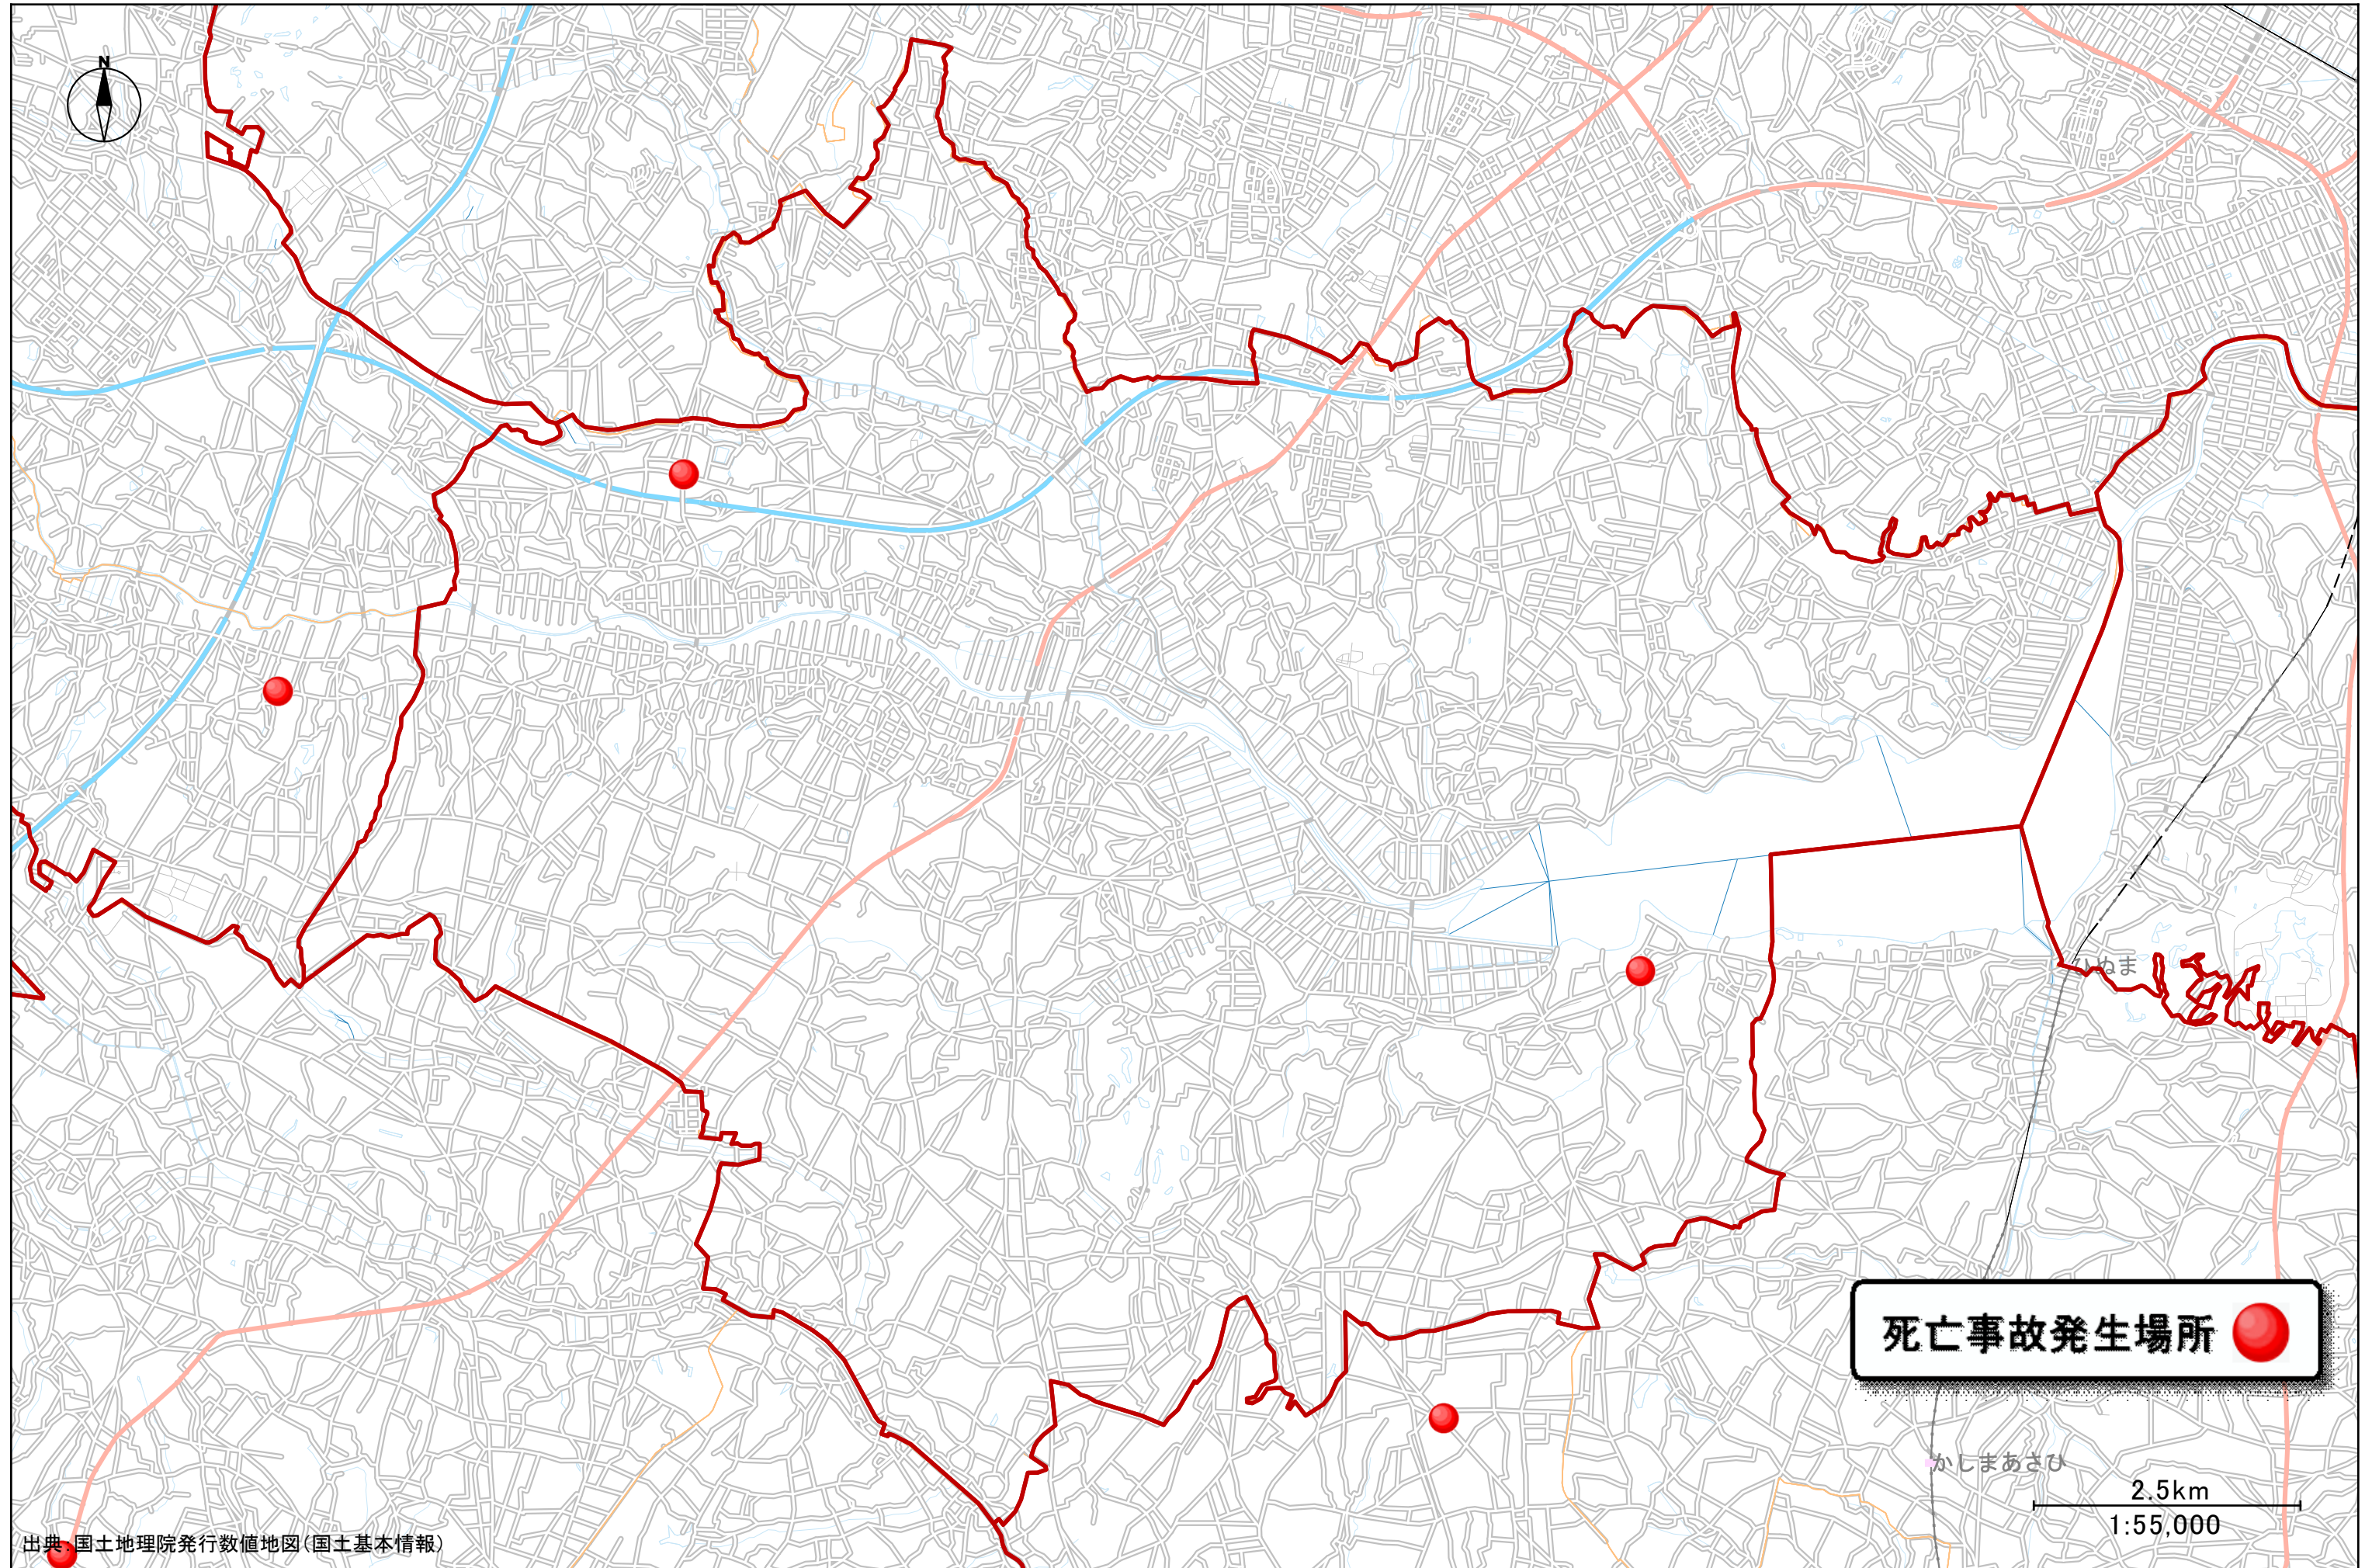 N
ひぬま
死亡事故発生場所
かしまあさひ
2.5km
1:55,000
出典:国土地理院発行数値地図(国土基本情報)